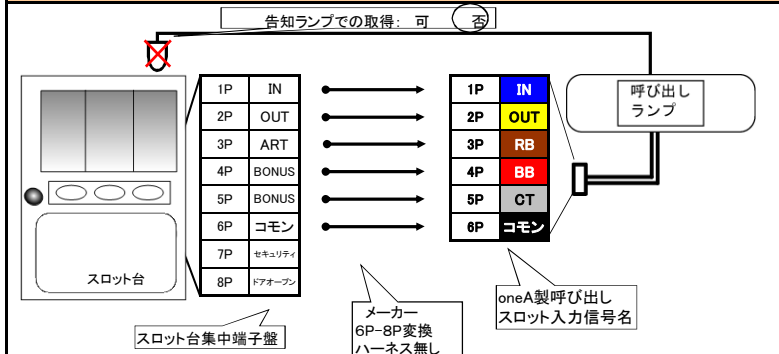 告知ランプでの取得: 可 否
1P IN
2P OUT
3P ART
4P BONUS
5P BONUS
6P コモン
7P セキュリティ
8P ドアオープン
1P IN
2P OUT
3P RB
4P BB
5P CT
6P コモン
呼び出し
ランプ
スロット台
スロット台集中端子盤
メーカー
6P-8P変換
ハーネス無し
oneA製呼び出し
スロット入力信号名